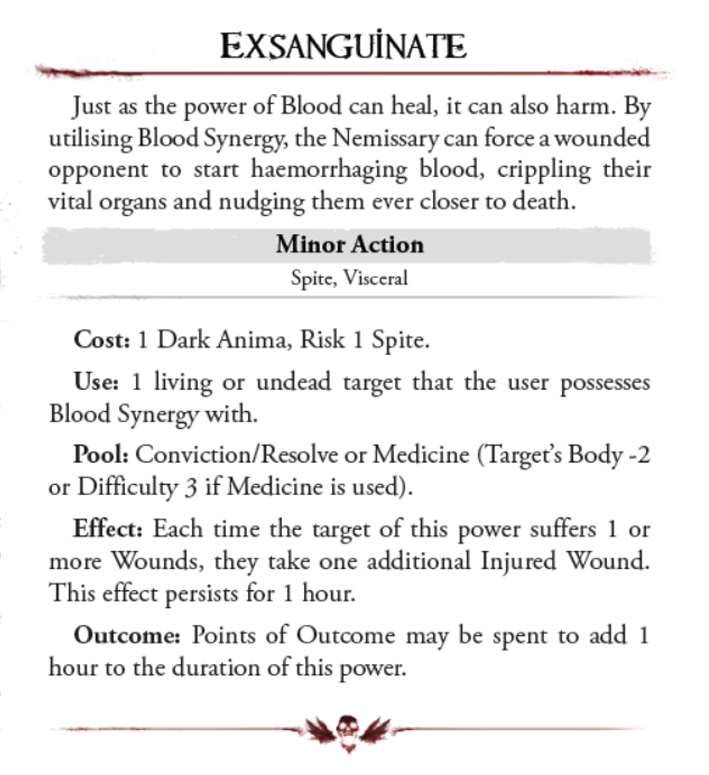 EXSANGUINATE
Just as the power of Blood can heal, it can also harm. By
utilising Blood Synergy, the Nemissary can force a wounded
opponent to start haemorrhaging blood, crippling their
vital organs and nudging them ever closer to death.
Minor Action
Spite, Visceral
Cost: 1 Dark Anima, Risk 1 Spite.
Use: 1 living or undead target that the user possesses
Blood Synergy with.
Pool: Conviction/Resolve or Medicine (Target’s Body -2
or Difficulty 3 if Medicine is used).
Effect: Each time the target of this power suffers 1 or
more Wounds, they take one additional Injured Wound.
This effect persists for 1 hour.
Outcome: Points of Outcome may be spent to add 1
hour to the duration of this power.